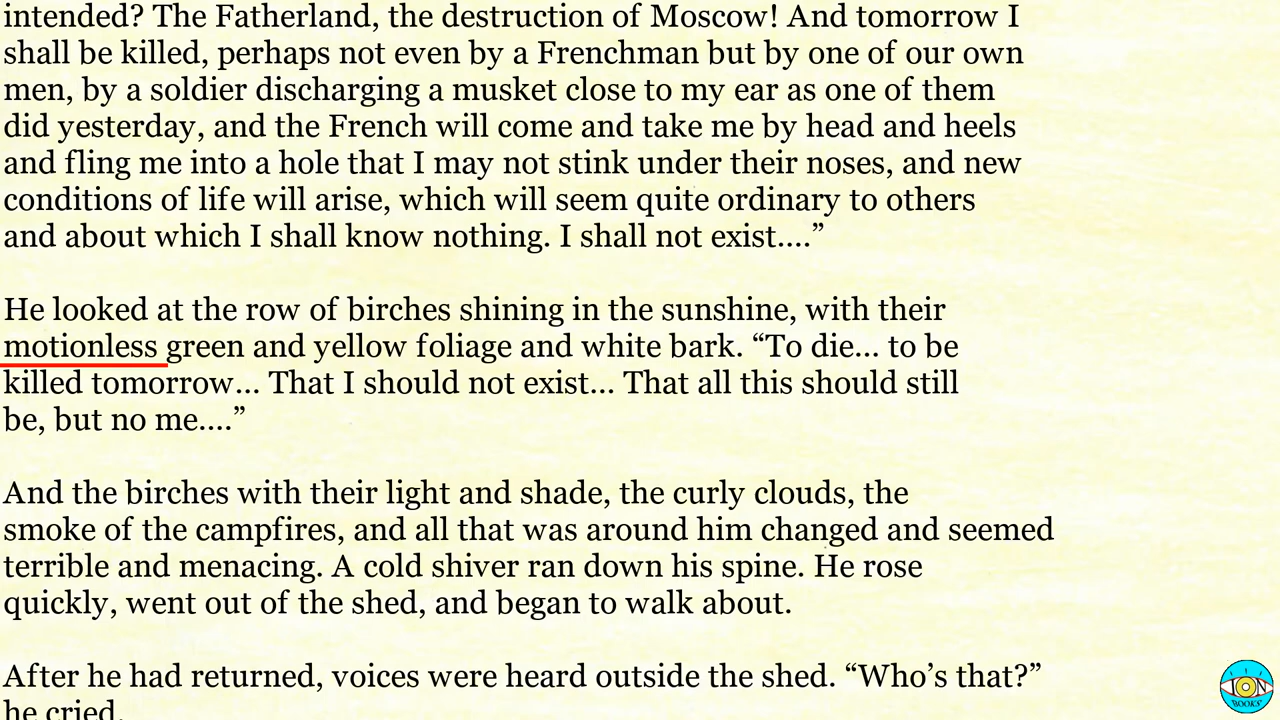 intended? The Fatherland, the destruction of Moscow! And tomorrow I
shall be killed, perhaps not even by a Frenchman but by one of our own
men, by a soldier discharging a musket close to my ear as one of them
did yesterday, and the French will come and take me by head and heels
and fling me into a hole that I may not stink under their noses, and new
conditions of life will arise, which will seem quite ordinary to others
and about which I shall know nothing. I shall not exist....”
He looked at the row of birches shining in the sunshine, with their
motionless green and yellow foliage and white bark. “To die... to be
killed tomorrow... That I should not exist... That all this should still
be, but no me....”
And the birches with their light and shade, the curly clouds, the
smoke of the campfires, and all that was around him changed and seemed
terrible and menacing. A cold shiver ran down his spine. He rose
quickly, went out of the shed, and began to walk about.
After he had returned, voices were heard outside the shed. “Who’s that?”
he cried.
ION
BOOKS